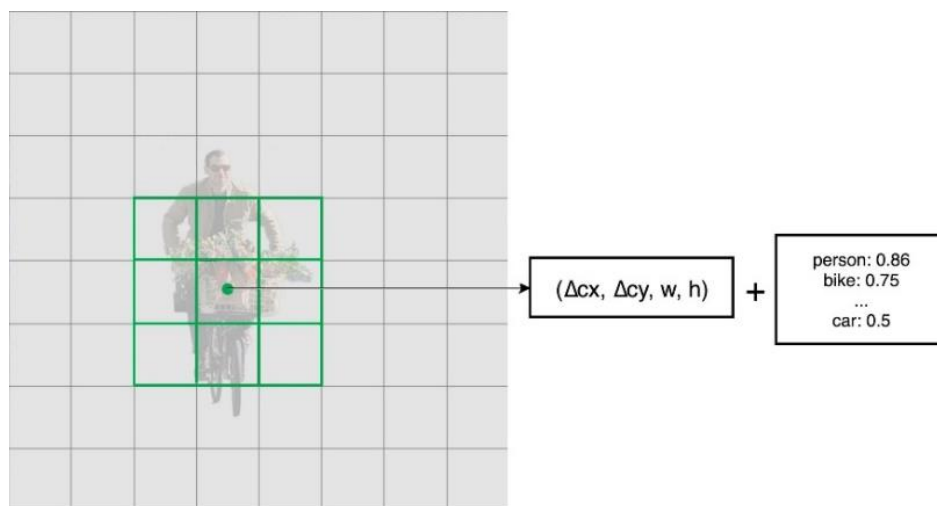 (Δcx, Δcy, w, h)
+
person: 0.86
bike: 0.75
...
car: 0.5